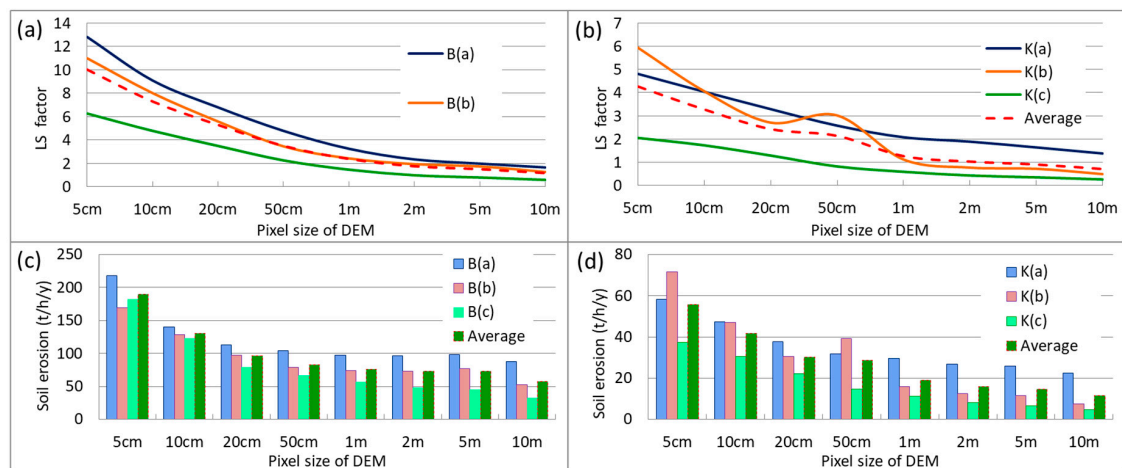 (a)
14
12
10
8
6
4
2
0
LS factor
B(a)
B(b)
5cm 10cm 20cm 50cm 1m 2m 5m 10m
Pixel size of DEM
(b)
7
6
5
4
3
2
1
0
LS factor
K(a)
K(b)
K(c)
Average
5cm 10cm 20cm 50cm 1m 2m 5m 10m
Pixel size of DEM
(c)
250
200
150
100
50
0
Soil erosion (t/h/y)
B(a)
B(b)
B(c)
Average
5cm 10cm 20cm 50cm 1m 2m 5m 10m
Pixel size of DEM
(d)
80
60
40
20
0
Soil erosion (t/h/y)
K(a)
K(b)
K(c)
Average
5cm 10cm 20cm 50cm 1m 2m 5m 10m
Pixel size of DEM